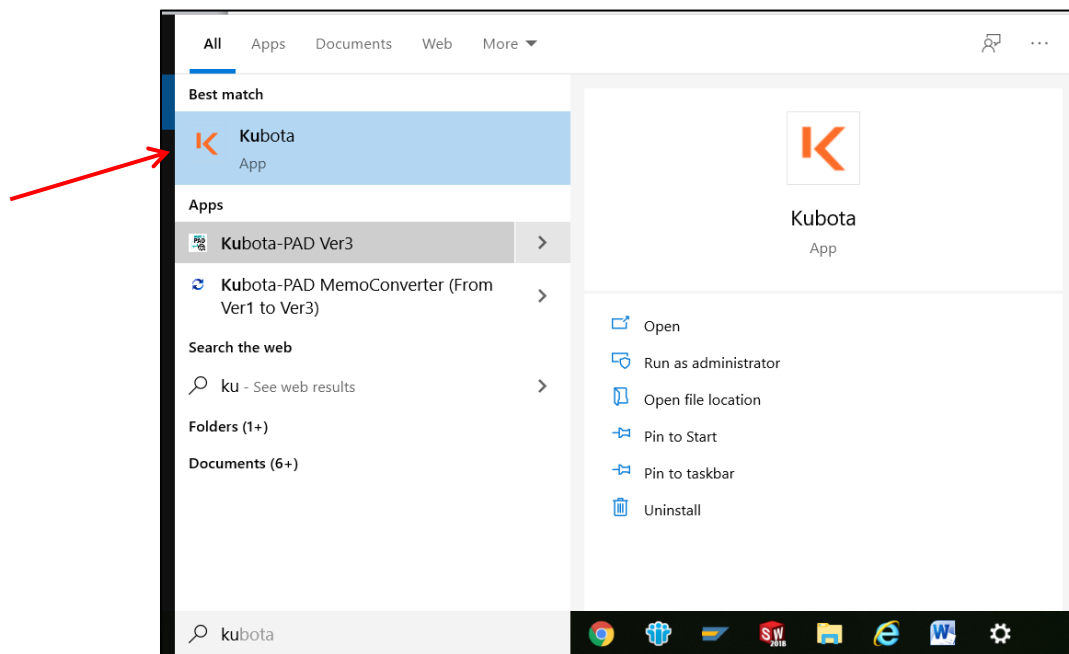 All Apps Documents Web More
Best match
Kubota
App
Apps
Kubota-PAD Ver3
Kubota-PAD MemoConverter (From
Ver1 to Ver3)
Search the web
ku - See web results
Folders (1+)
Documents (6+)
kubota
Kubota
App
Open
Run as administrator
Open file location
Pin to Start
Pin to taskbar
Uninstall
SW
2018
W